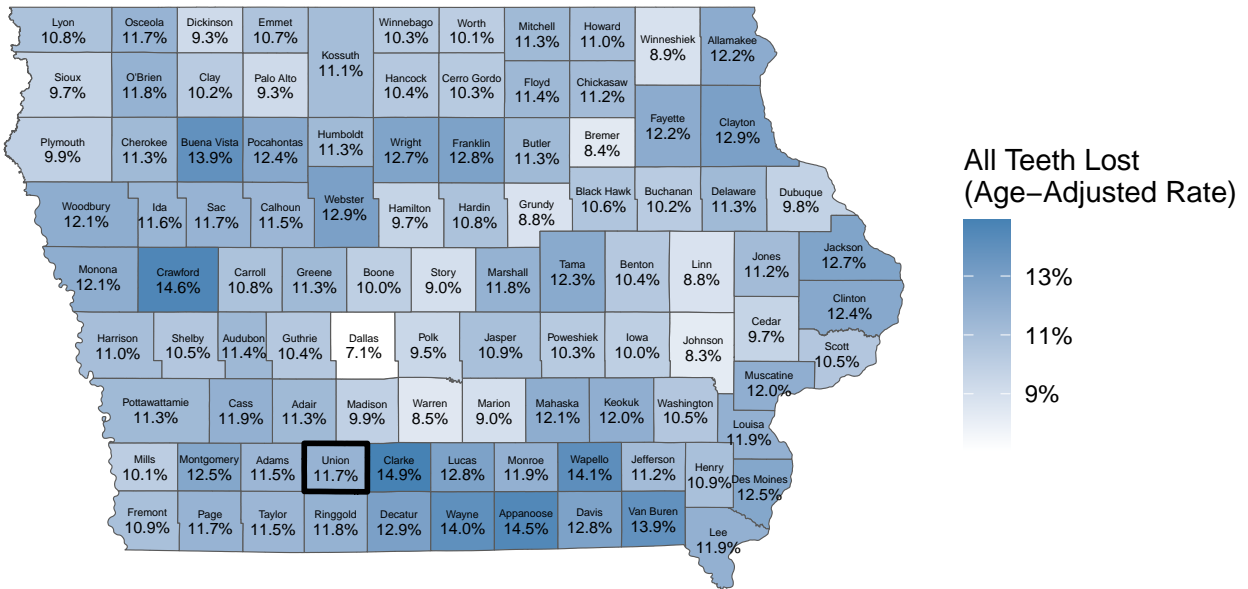 Lyon
10.8%
Osceola
11.7%
Dickinson
9.3%
Emmet
10.7%
Kossuth
11.1%
Winnebago
10.3%
Worth
10.1%
Mitchell
11.3%
Howard
11.0%
Winneshiek
8.9%
Allamakee
12.2%
Sioux
9.7%
O'Brien
11.8%
Clay
10.2%
Palo Alto
9.3%
Hancock
10.4%
Cerro Gordo
10.3%
Floyd
11.4%
Chickasaw
11.2%
Fayette
12.2%
Clayton
12.9%
Plymouth
9.9%
Cherokee
11.3%
Buena Vista
13.9%
Pocahontas
12.4%
Humboldt
11.3%
Wright
12.7%
Franklin
12.8%
Butler
11.3%
Bremer
8.4%
Woodbury
12.1%
Ida
11.6%
Sac
11.7%
Calhoun
11.5%
Webster
12.9%
Hamilton
9.7%
Hardin
10.8%
Grundy
8.8%
Black Hawk
10.6%
Buchanan
10.2%
Delaware
11.3%
Dubuque
9.8%
Monona
12.1%
Crawford
14.6%
Carroll
10.8%
Greene
11.3%
Boone
10.0%
Story
9.0%
Marshall
11.8%
Tama
12.3%
Benton
10.4%
Linn
8.8%
Jones
11.2%
Jackson
12.7%
Clinton
12.4%
Harrison
11.0%
Shelby
10.5%
Audubon
11.4%
Guthrie
10.4%
Dallas
7.1%
Polk
9.5%
Jasper
10.9%
Poweshiek
10.3%
Iowa
10.0%
Johnson
8.3%
Cedar
9.7%
Scott
10.5%
Muscatine
12.0%
Pottawattamie
11.3%
Cass
11.9%
Adair
11.3%
Madison
9.9%
Warren
8.5%
Marion
9.0%
Mahaska
12.1%
Keokuk
12.0%
Washington
10.5%
Louisa
11.9%
Mills
10.1%
Montgomery
12.5%
Adams
11.5%
Union
11.7%
Clarke
14.9%
Lucas
12.8%
Monroe
11.9%
Wapello
14.1%
Jefferson
11.2%
Henry
10.9%
Des Moines
12.5%
Fremont
10.9%
Page
11.7%
Taylor
11.5%
Ringgold
11.8%
Decatur
12.9%
Wayne
14.0%
Appanoose
14.5%
Davis
12.8%
Van Buren
13.9%
Lee
11.9%
All Teeth Lost
(Age−Adjusted Rate)
13%
11%
9%